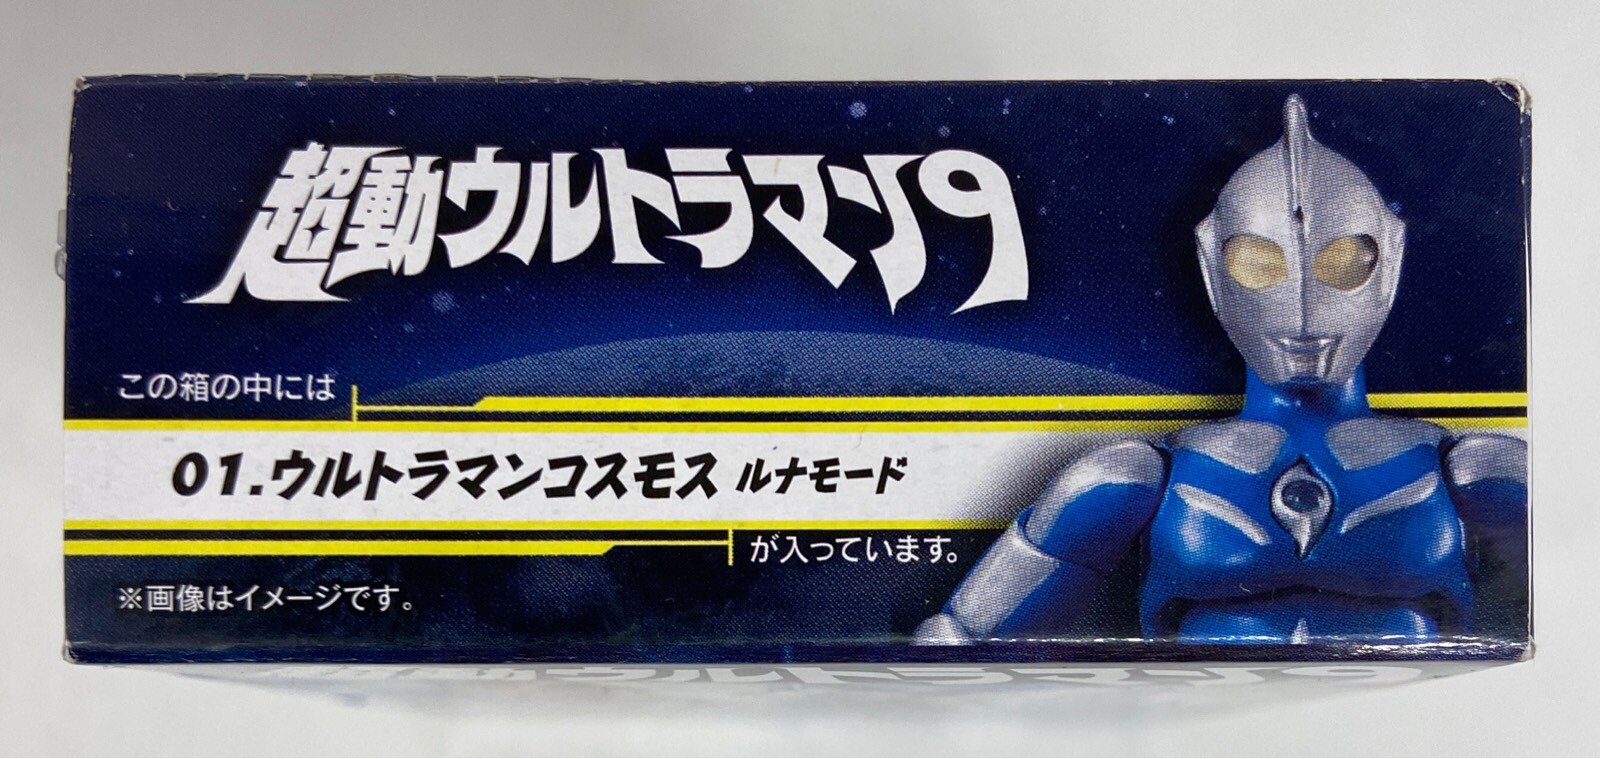 超動ウルトラマン9
この箱の中には
01.ウルトラマンコスモス ルナモード
が入っています。
※画像はイメージです。